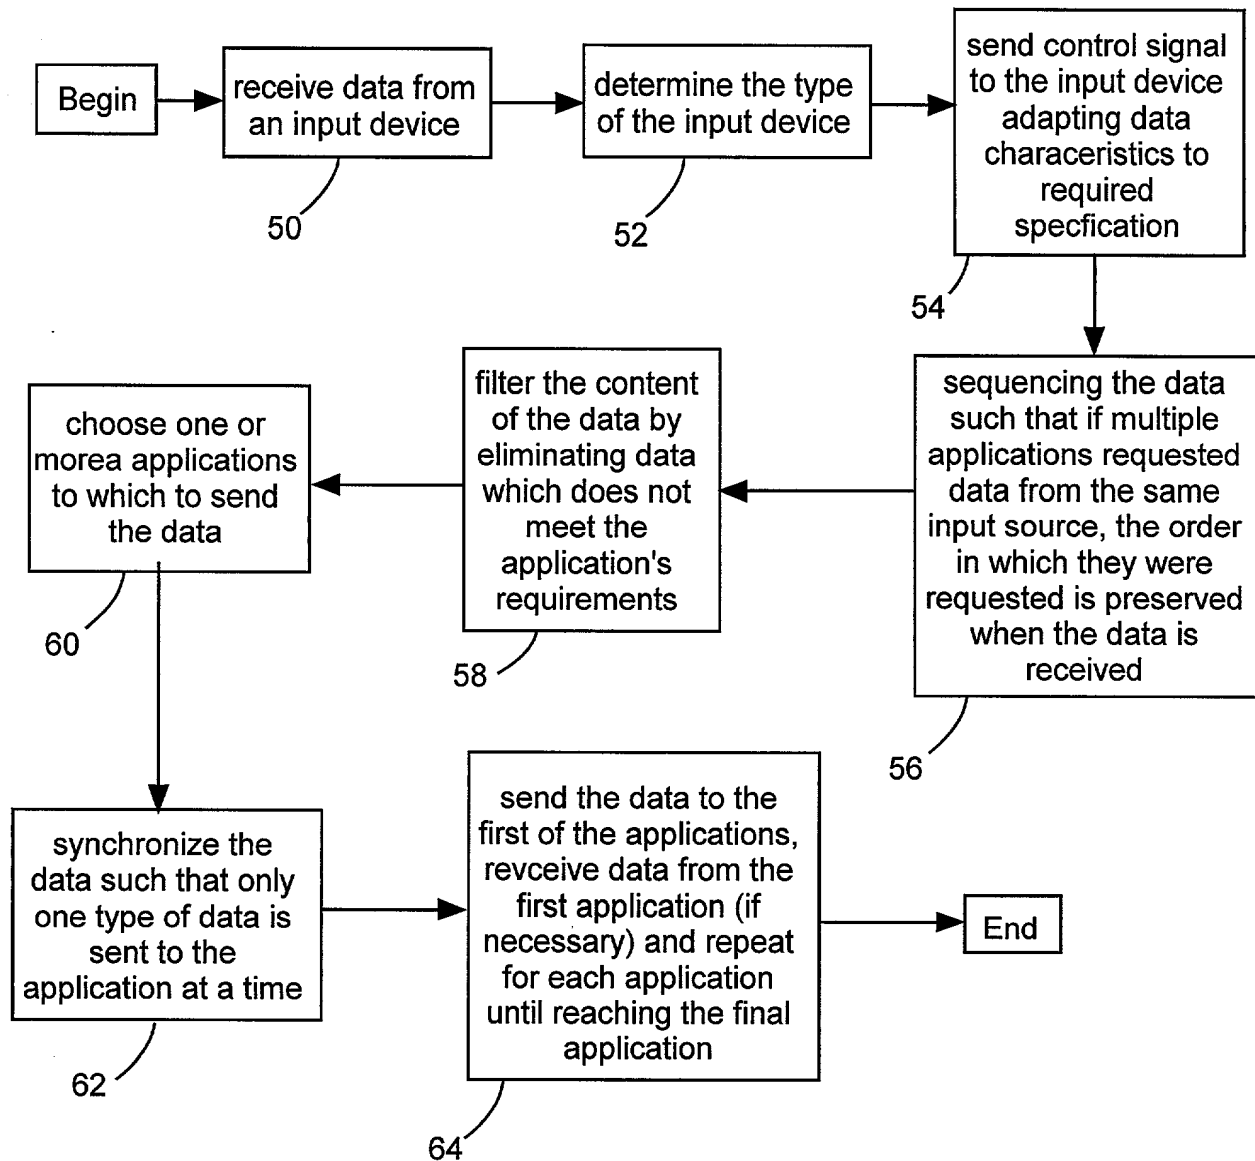 Begin
receive data from
an input device
50
determine the type
of the input device
52
send control signal
to the input device
adapting data
characeristics to
required
specfication
54
sequencing the data
such that if multiple
applications requested
data from the same
input source, the order
in which they were
requested is preserved
when the data is
received
56
filter the content
of the data by
eliminating data
which does not
meet the
application's
requirements
58
choose one or
morea applications
to which to send
the data
60
synchronize the
data such that only
one type of data is
sent to the
application at a time
62
send the data to the
first of the applications,
revceive data from the
first application (if
necessary) and repeat
for each application
until reaching the final
application
64
End